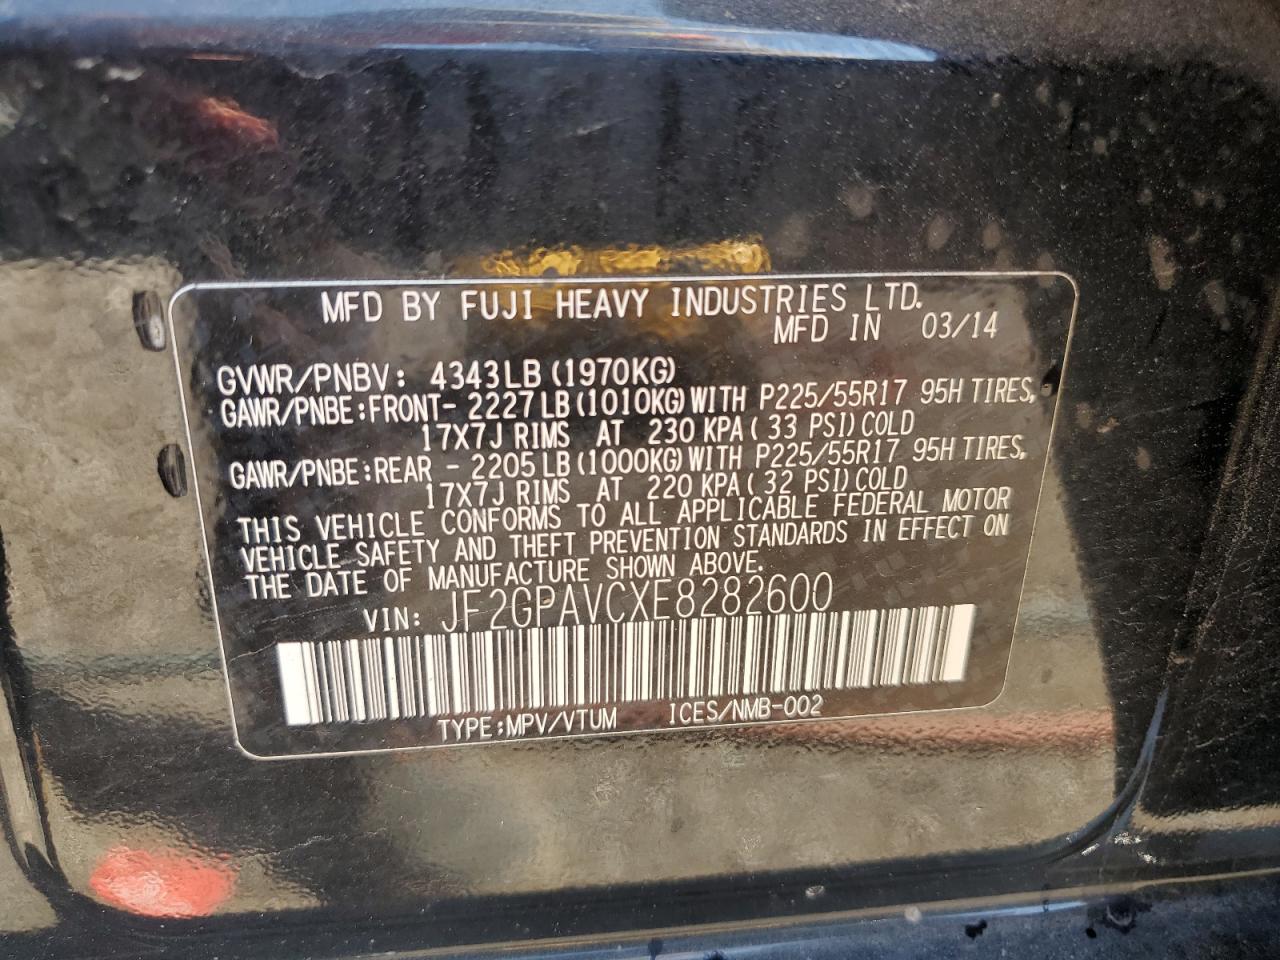 MFD BY FUJI HEAVY INDUSTRIES LTD.
MFD IN 03/14
GVWR/PNBV: 4343LB (1970KG)
GAWR/PNBE:FRONT- 2227 LB (1010KG) WITH P225/55R17 95H TIRES,
17X7J RIMS AT 230 KPA ( 33 PSI) COLD
GAWR/PNBE:REAR - 2205 LB (1000KG) WITH P225/55R17 95H TIRES,
17X7J RIMS AT 220 KPA ( 32 PSI) COLD
THIS VEHICLE CONFORMS TO ALL APPLICABLE FEDERAL MOTOR
VEHICLE SAFETY AND THEFT PREVENTION STANDARDS IN EFFECT ON
THE DATE OF MANUFACTURE SHOWN ABOVE.
VIN: JF2GPAVCXE8282600
TYPE:MPV/VTUM ICES/NMB-002